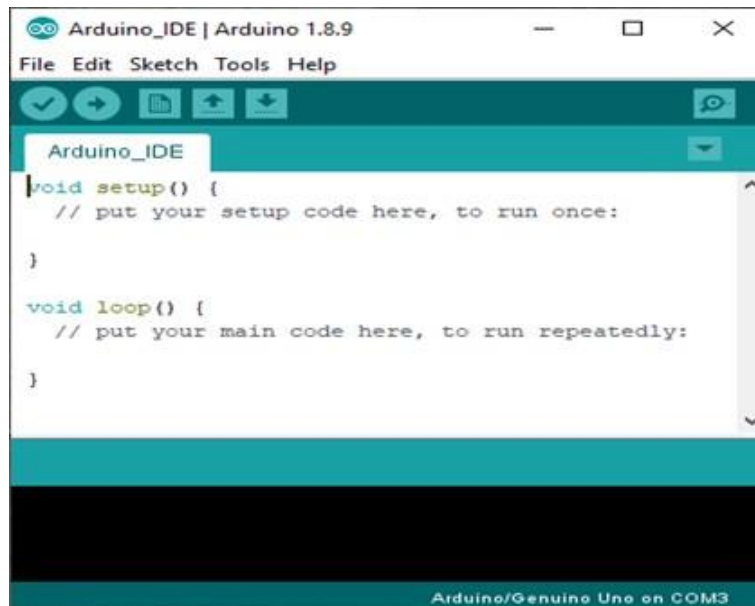 Arduino_IDE | Arduino 1.8.9
File Edit Sketch Tools Help
Arduino_IDE
void setup() {
// put your setup code here, to run once:
}
void loop() {
// put your main code here, to run repeatedly:
}
Arduino/Genuino Uno on COM3